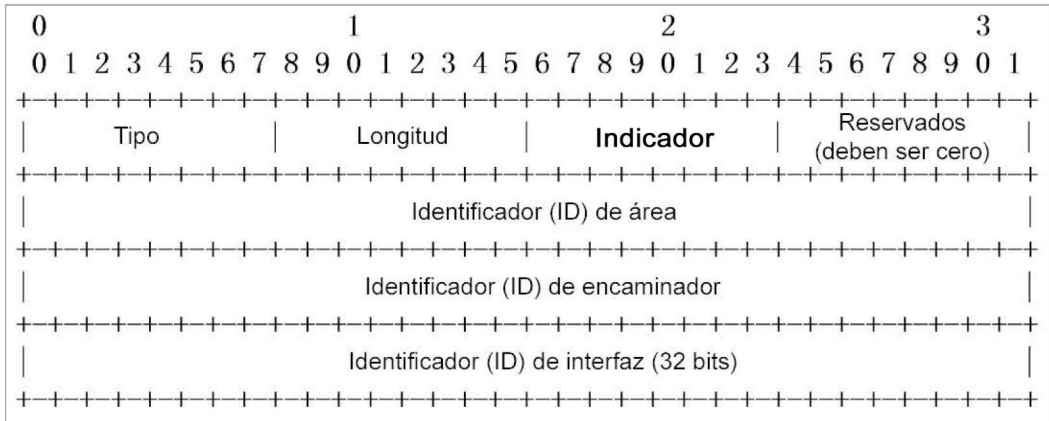 0 1 2 3
0 1 2 3 4 5 6 7 8 9 0 1 2 3 4 5 6 7 8 9 0 1 2 3 4 5 6 7 8 9 0 1
+-+-+-+-+-+-+-+-+-+-+-+-+-+-+-+-+-+-+-+-+-+-+-+-+-+-+-+-+-+-+-+-+
| Tipo | Longitud | Indicador | Reservados (deben ser cero) |
+-+-+-+-+-+-+-+-+-+-+-+-+-+-+-+-+-+-+-+-+-+-+-+-+-+-+-+-+-+-+-+-+
| Identificador (ID) de área |
+-+-+-+-+-+-+-+-+-+-+-+-+-+-+-+-+-+-+-+-+-+-+-+-+-+-+-+-+-+-+-+-+
| Identificador (ID) de encaminador |
+-+-+-+-+-+-+-+-+-+-+-+-+-+-+-+-+-+-+-+-+-+-+-+-+-+-+-+-+-+-+-+-+
| Identificador (ID) de interfaz (32 bits) |
+-+-+-+-+-+-+-+-+-+-+-+-+-+-+-+-+-+-+-+-+-+-+-+-+-+-+-+-+-+-+-+-+